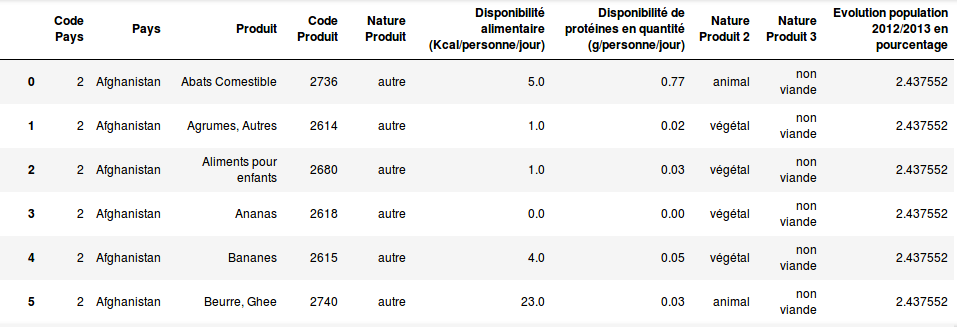 Code Pays Pays Produit Code Produit Nature Produit Disponibilité alimentaire (Kcal/personne/jour) Disponibilité de protéines en quantité (g/personne/jour) Nature Produit 2 Nature Produit 3 Evolution population 2012/2013 en pourcentage
0 2 Afghanistan Abats Comestible 2736 autre 5.0 0.77 animal non viande 2.437552
1 2 Afghanistan Agrumes, Autres 2614 autre 1.0 0.02 végétal non viande 2.437552
2 2 Afghanistan Aliments pour enfants 2680 autre 1.0 0.03 végétal non viande 2.437552
3 2 Afghanistan Ananas 2618 autre 0.0 0.00 végétal non viande 2.437552
4 2 Afghanistan Bananes 2615 autre 4.0 0.05 végétal non viande 2.437552
5 2 Afghanistan Beurre, Ghee 2740 autre 23.0 0.03 animal non viande 2.437552